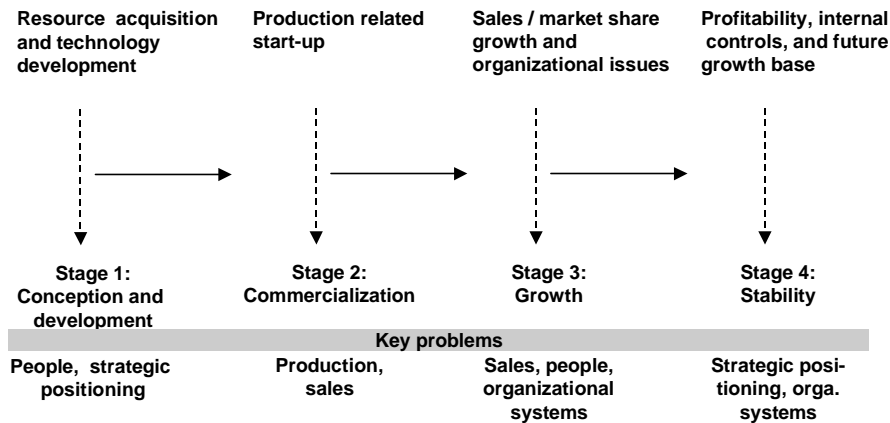 Resource acquisition
and technology
development
Production related
start-up
Sales / market share
growth and
organizational issues
Profitability, internal
controls, and future
growth base
Stage 1:
Conception and
development
Stage 2:
Commercialization
Stage 3:
Growth
Stage 4:
Stability
Key problems
People, strategic
positioning
Production,
sales
Sales, people,
organizational
systems
Strategic posi-
tioning, orga.
systems